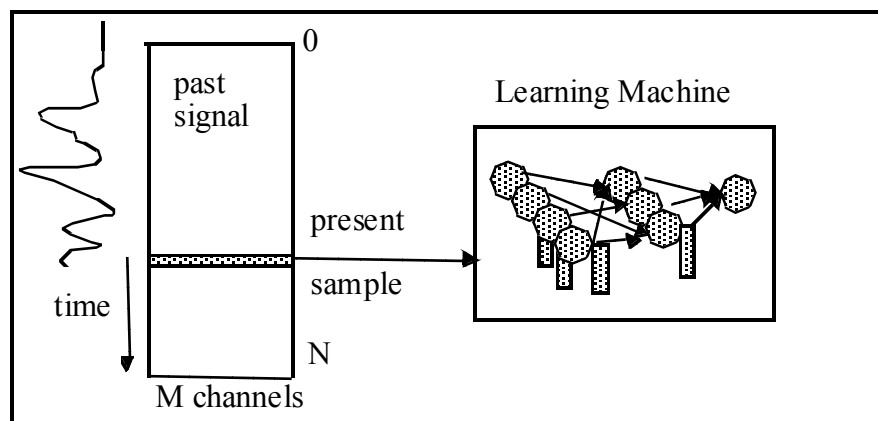 0
past
signal
Learning Machine
present
sample
time
N
M channels